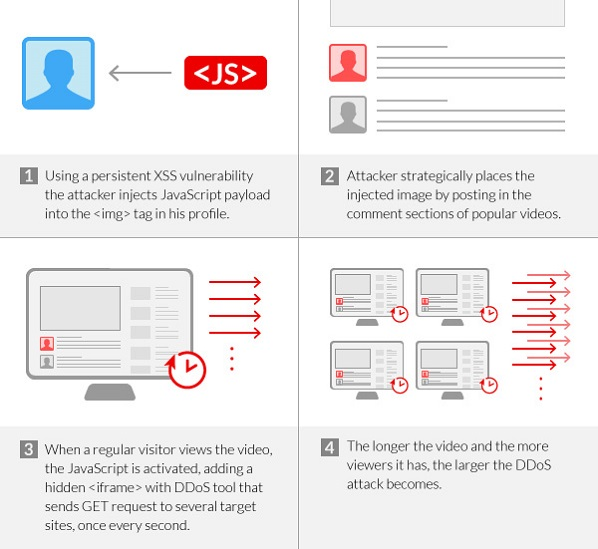 <JS>
1 Using a persistent XSS vulnerability
the attacker injects JavaScript payload
into the <img> tag in his profile.
2 Attacker strategically places the
injected image by posting in the
comment sections of popular videos.
3 When a regular visitor views the video,
the JavaScript is activated, adding a
hidden <iframe> with DDoS tool that
sends GET request to several target
sites, once every second.
4 The longer the video and the more
viewers it has, the larger the DDoS
attack becomes.